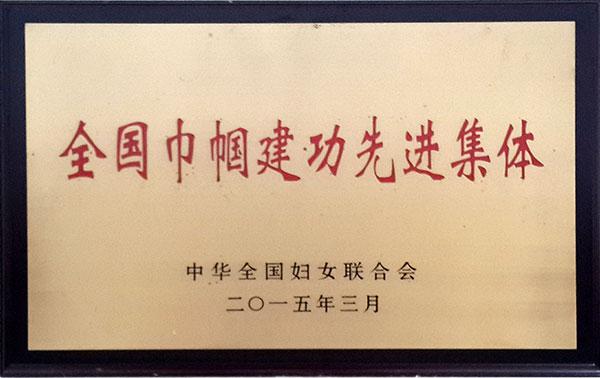 全国巾帼建功先进集体
中华全国妇女联合会
二〇一五年三月